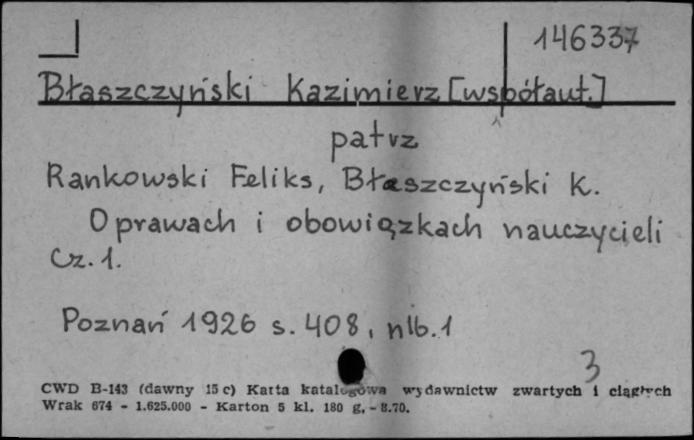 146337
Błaszczyński Kazimierz [współaut.]
patrz
Rankowski Feliks, Błaszczyński K.
O prawach i obowiązkach nauczycieli
Cz. 1.
Poznań 1926 s. 408, nlb. 1
3
CWD B-143 (dawny 15 c) Karta katalogowa wydawnictw zwartych i ciągłych
Wrak 674 - 1.625.000 - Karton 5 kl. 180 g. - 8.70.